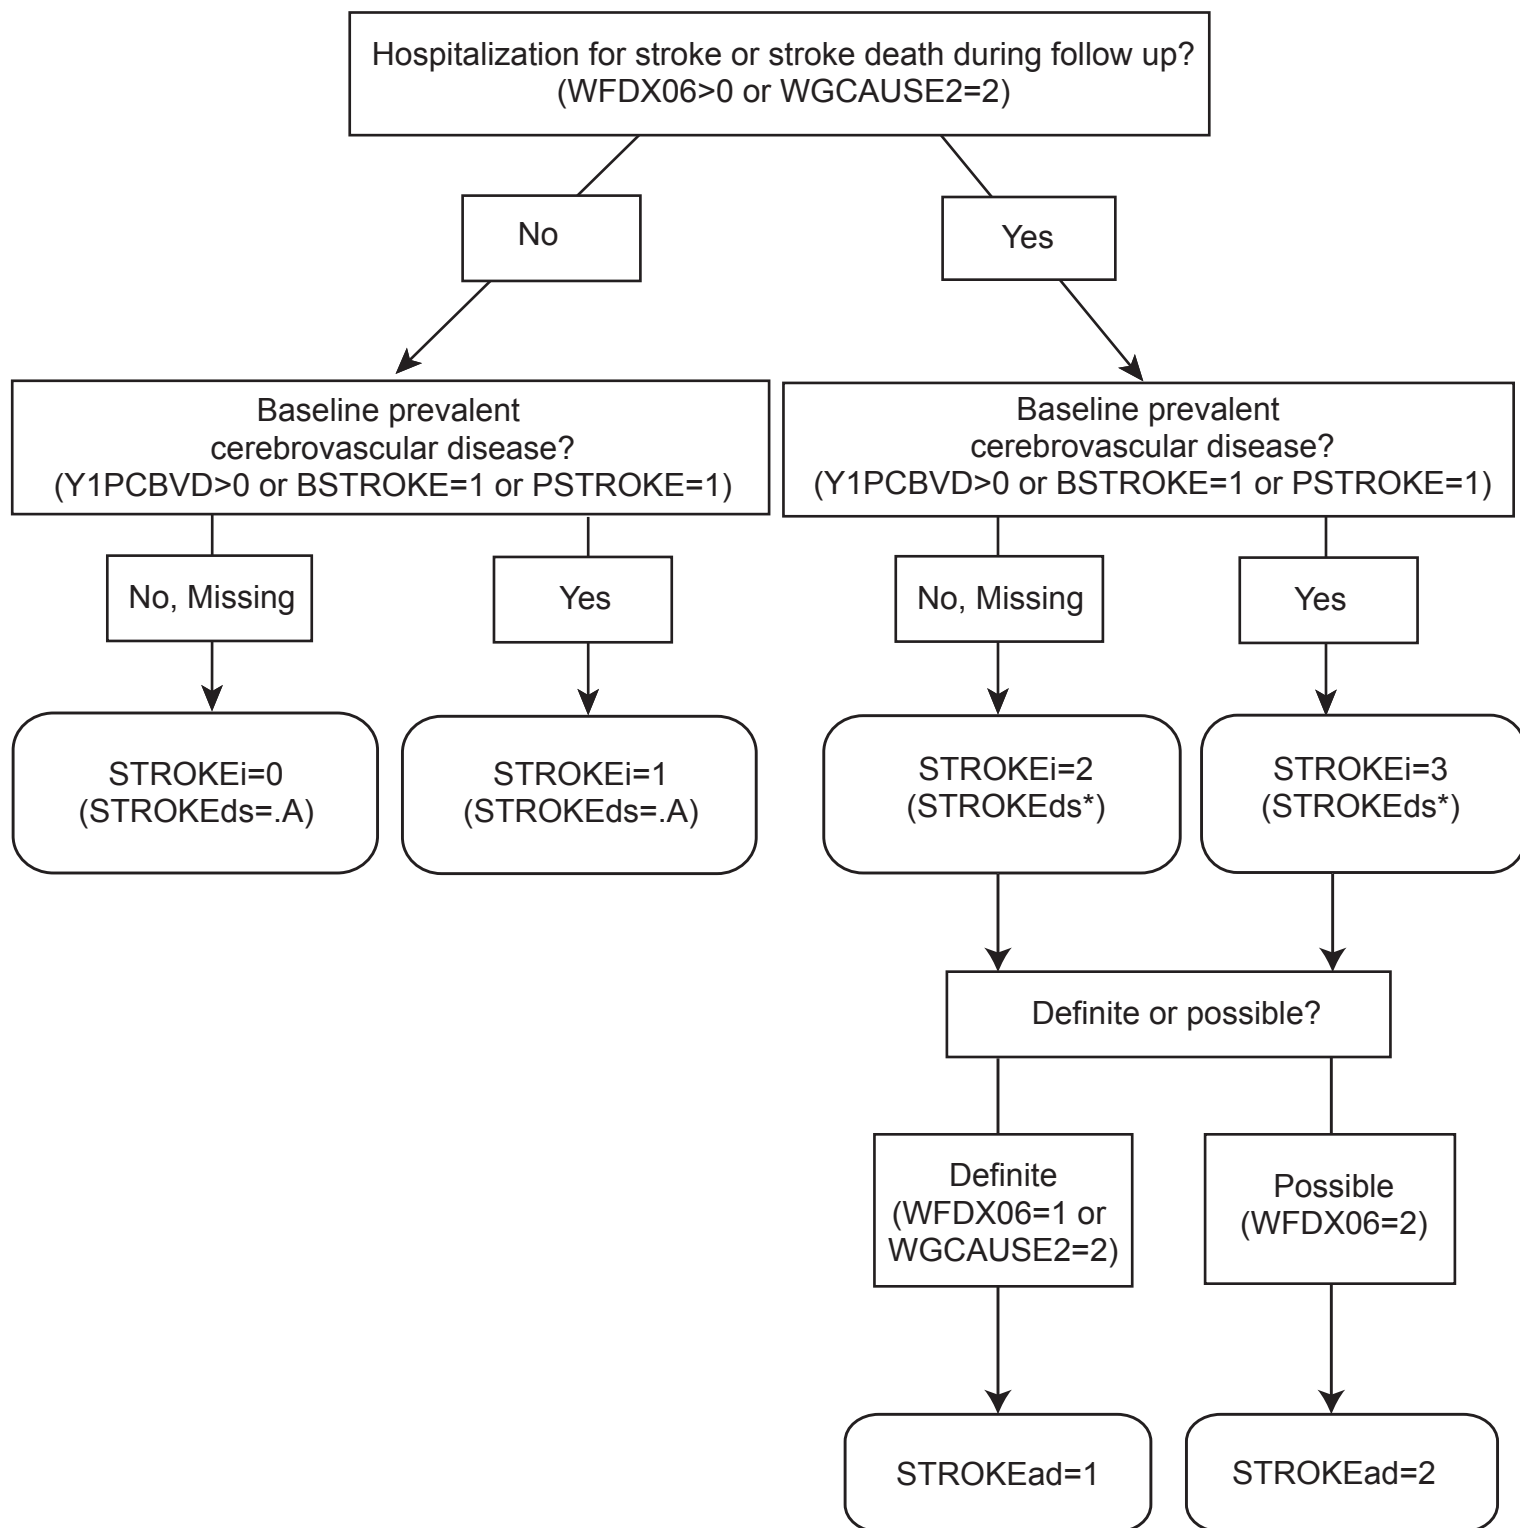 Hospitalization for stroke or stroke death during follow up?
(WFDX06>0 or WGCAUSE2=2)
No
Yes
Baseline prevalent
cerebrovascular disease?
(Y1PCBVD>0 or BSTROKE=1 or PSTROKE=1)
Baseline prevalent
cerebrovascular disease?
(Y1PCBVD>0 or BSTROKE=1 or PSTROKE=1)
No, Missing
Yes
No, Missing
Yes
STROKEi=0
(STROKEds=.A)
STROKEi=1
(STROKEds=.A)
STROKEi=2
(STROKEds*)
STROKEi=3
(STROKEds*)
Definite or possible?
Definite
(WFDX06=1 or
WGCAUSE2=2)
Possible
(WFDX06=2)
STROKEad=1
STROKEad=2